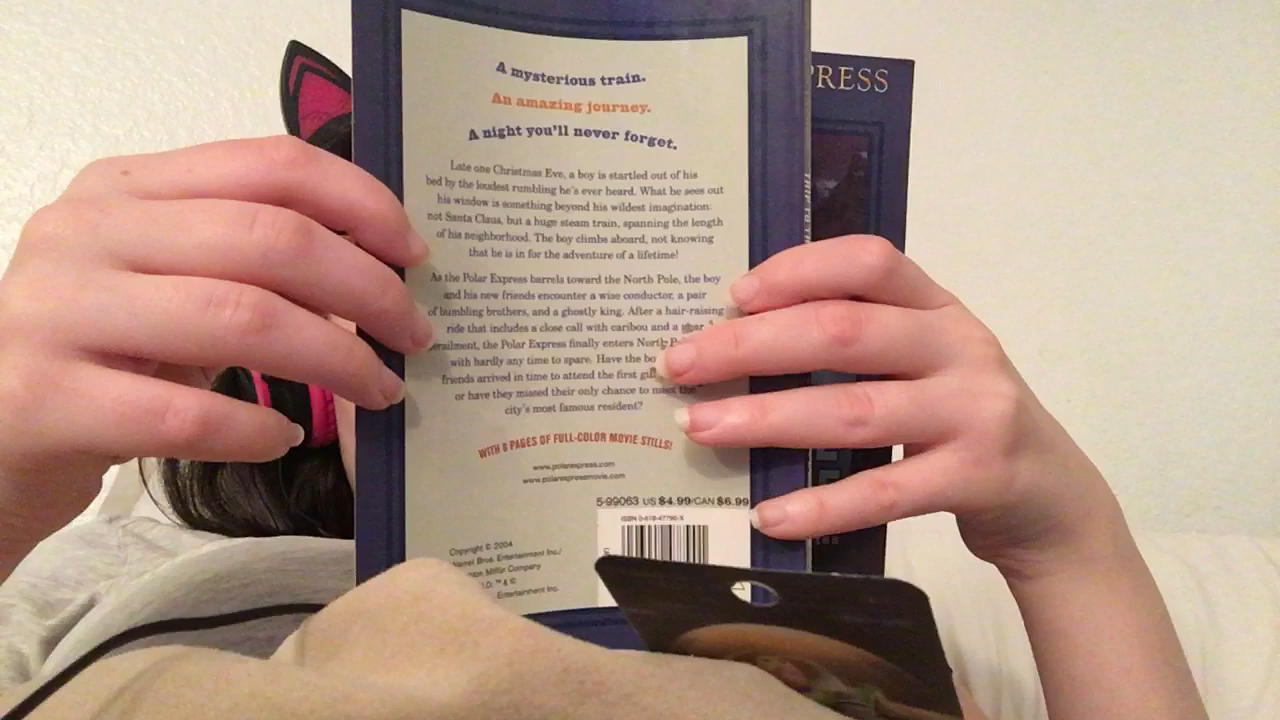 A mysterious train.
An amazing journey.
A night you'll never forget.
Late one Christmas Eve, a boy is startled out of his
bed by the loudest rumbling he's ever heard. What he sees out
his window is something beyond his wildest imagination:
not Santa Claus, but a huge steam train, spanning the length
of his neighborhood. The boy climbs aboard, not knowing
that he is in for the adventure of a lifetime!
As the Polar Express barrels toward the North Pole, the boy
and his new friends encounter a wise conductor, a pair
of bumbling brothers, and a ghostly king. After a hair-raising
ride that includes a close call with caribou and a
erailment, the Polar Express finally enters North
with hardly any time to spare. Have the bo
friends arrived in time to attend the first
or have they missed their only chance to meet the
city's most famous resident?
WITH 8 PAGES OF FULL-COLOR MOVIE STILLS!
www.polarexpress.com
www.polarexpressmovie.com
5-99063 US $4.99/CAN $6.99
Copyright © 2004
Bros. Entertainment Inc./
Mifflin Company
Entertainment Inc.
PRESS